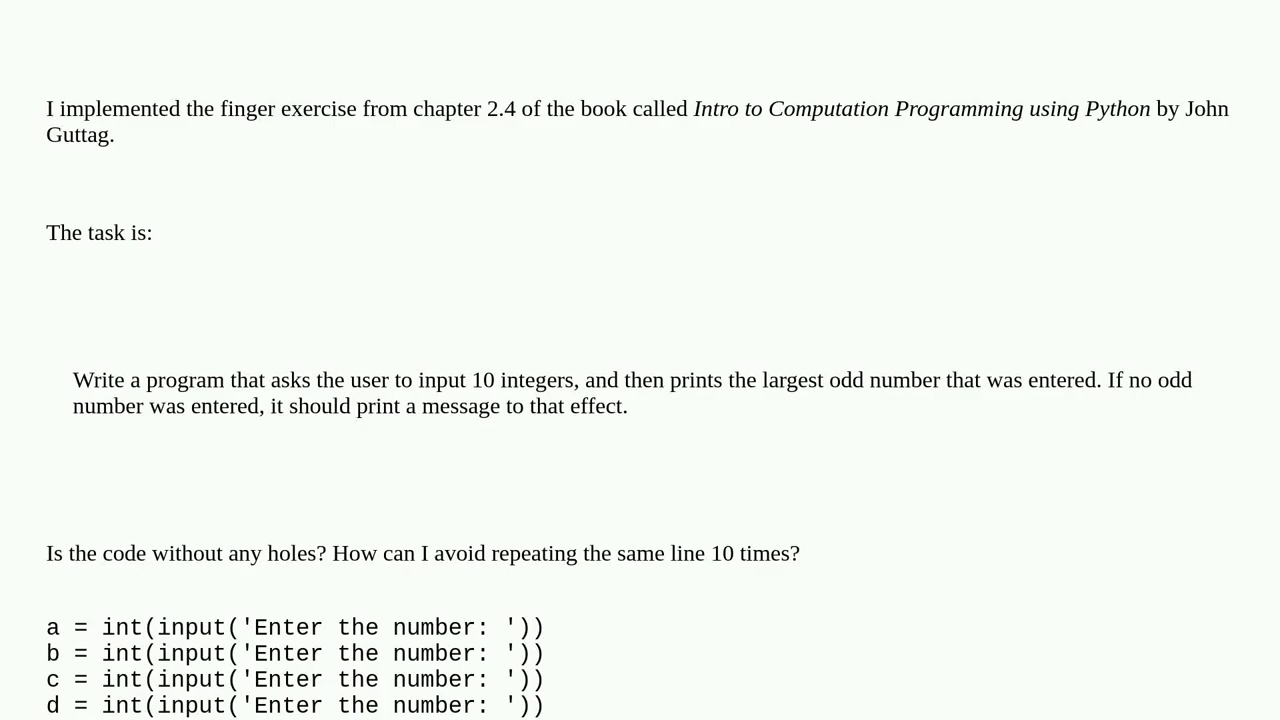 I implemented the finger exercise from chapter 2.4 of the book called Intro to Computation Programming using Python by John
Guttag.
The task is:
Write a program that asks the user to input 10 integers, and then prints the largest odd number that was entered. If no odd
number was entered, it should print a message to that effect.
Is the code without any holes? How can I avoid repeating the same line 10 times?
a = int(input('Enter the number: '))
b = int(input('Enter the number: '))
c = int(input('Enter the number: '))
d = int(input('Enter the number: '))